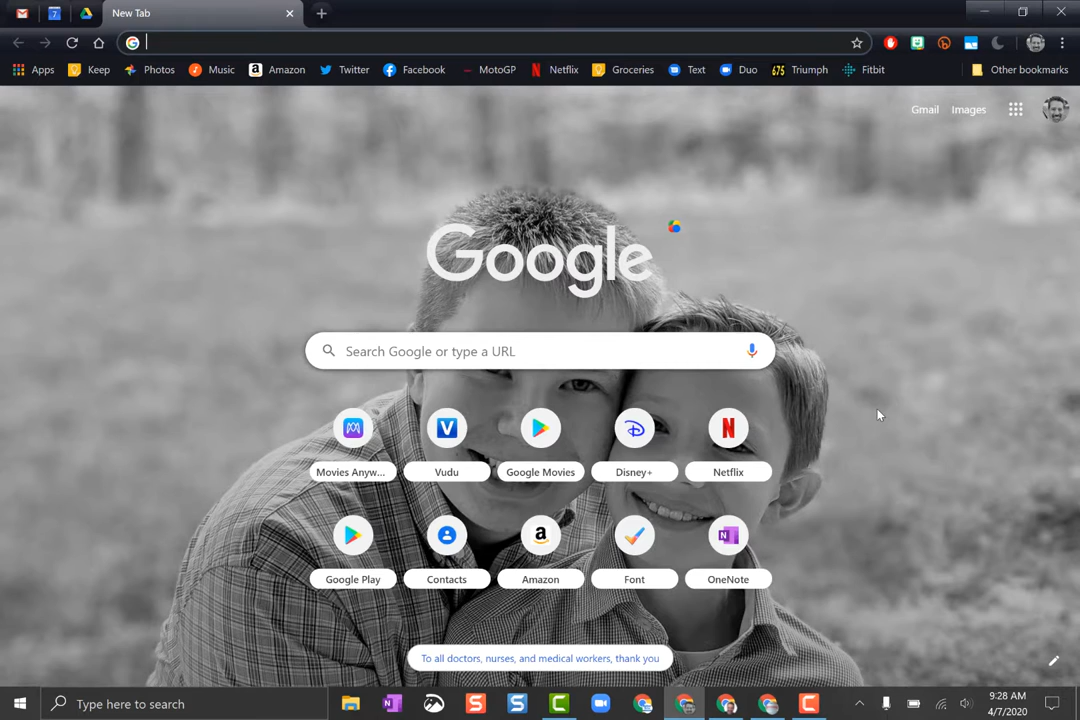 New Tab
Apps Keep Photos Music Amazon Twitter Facebook MotoGP Netflix Groceries Text Duo 675 Triumph Fitbit Other bookmarks
Gmail Images
Google
Search Google or type a URL
Movies Anyw... Vudu Google Movies Disney+ Netflix
Google Play Contacts Amazon Font OneNote
To all doctors, nurses, and medical workers, thank you
Type here to search
9:28 AM
4/7/2020